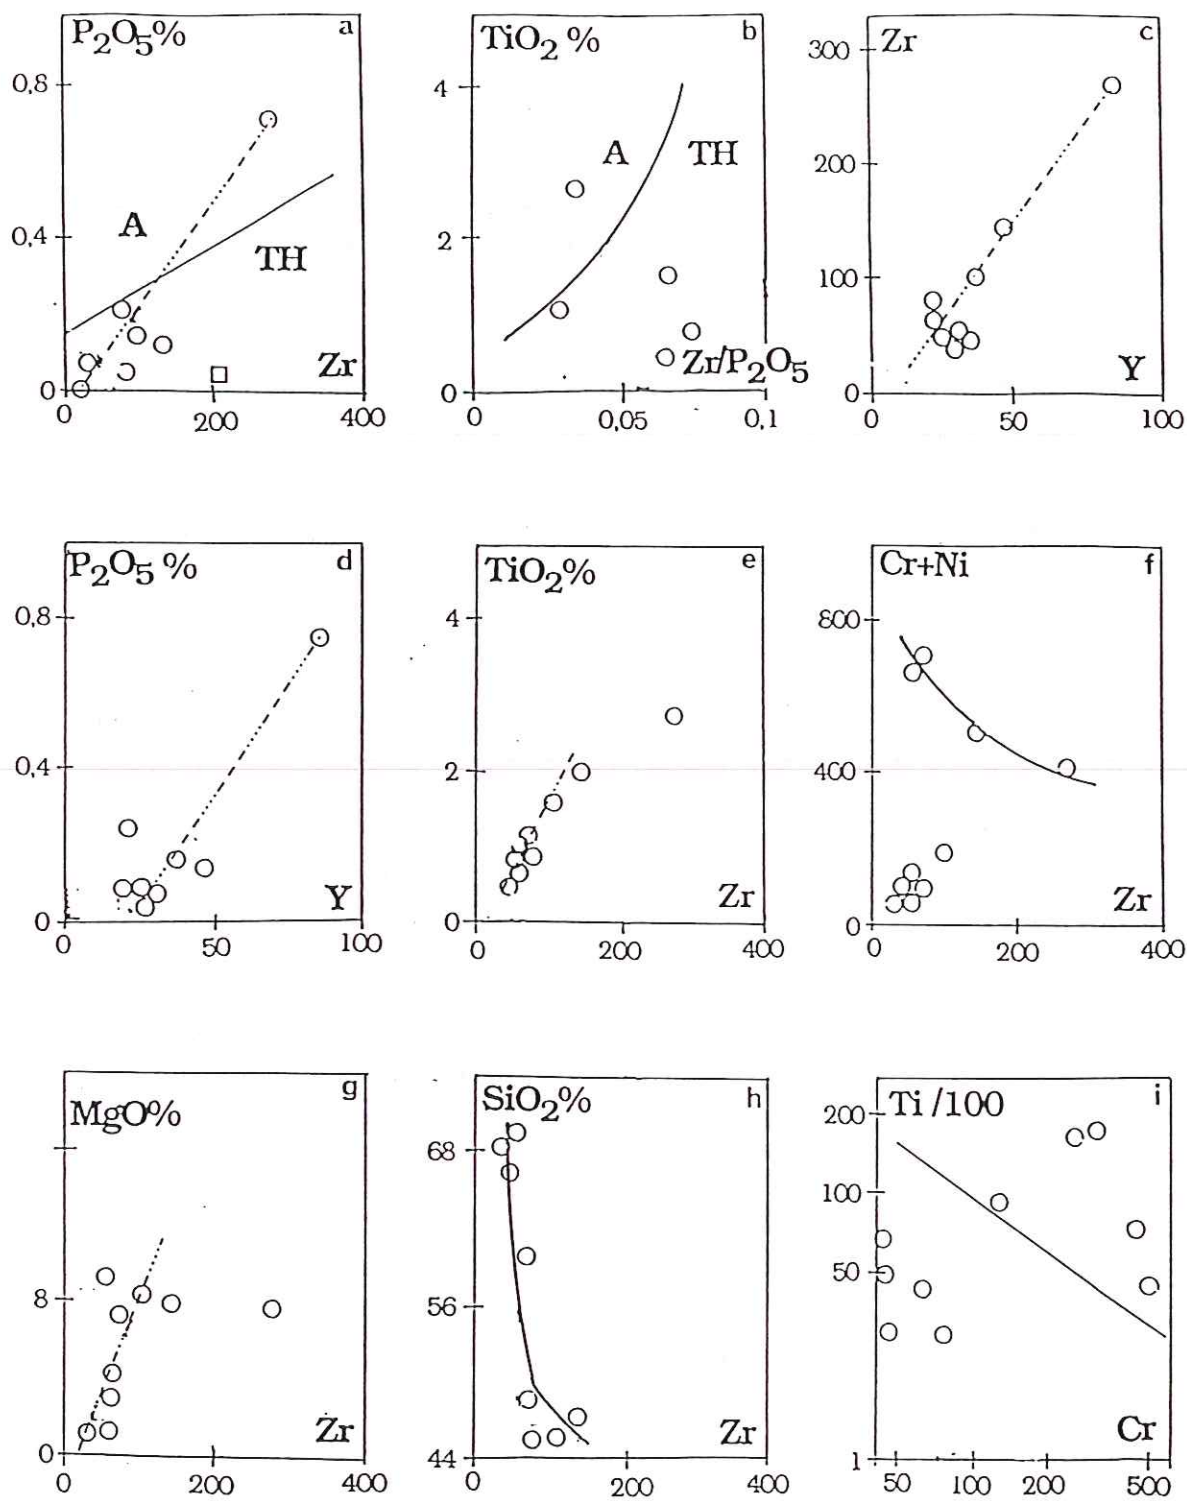 P₂O₅% a
0,8
0,4
A
TH
Zr
0
0 200 400
TiO₂ % b
4
A TH
2
Zr/P₂O₅
0
0 0,05 0,1
Zr c
300
200
100
Y
0
0 50 100
P₂O₅ % d
0,8
0,4
Y
0
0 50 100
TiO₂% e
4
2
Zr
0
0 200 400
Cr+Ni f
800
400
Zr
0
0 200 400
MgO% g
8
Zr
0
0 200 400
SiO₂% h
68
56
Zr
44
0 200 400
Ti /100 i
200
100
50
Cr
1
50 100 200 500